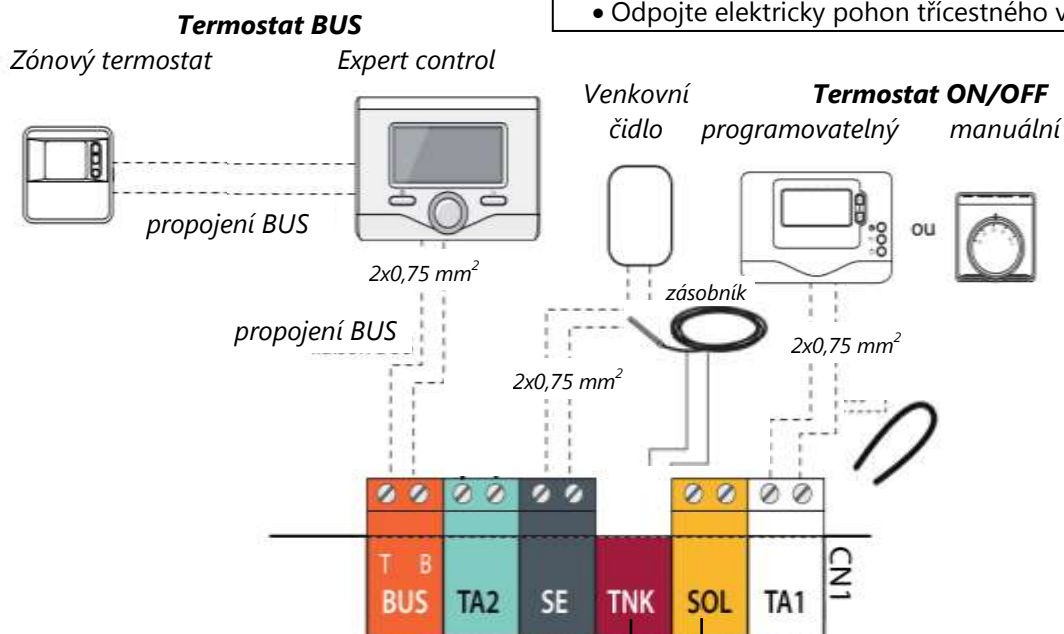 • Odpojte elektricky pohon třícestného v
Termostat BUS
Zónový termostat
Expert control
Venkovní
čidlo
Termostat ON/OFF
programovatelný
manuální
propojení BUS
ou
2x0,75 mm²
zásobník
propojení BUS
2x0,75 mm²
2x0,75 mm²
T B
BUS
TA2
SE
TNK
SOL
TA1
CN1